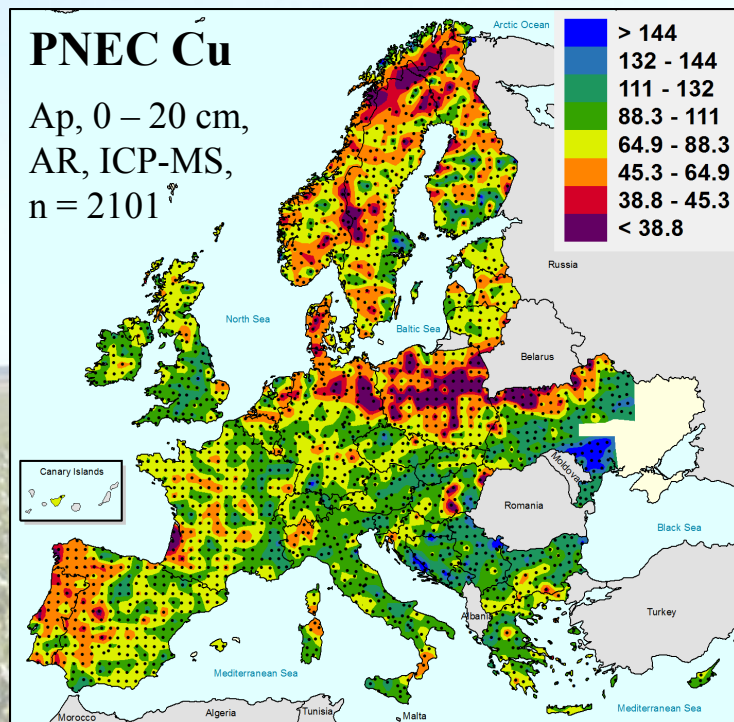 PNEC Cu
Ap, 0 – 20 cm,
AR, ICP-MS,
n = 2101
> 144
132 - 144
111 - 132
88.3 - 111
64.9 - 88.3
45.3 - 64.9
38.8 - 45.3
< 38.8
Arctic Ocean
Russia
North Sea
Baltic Sea
Belarus
Canary Islands
Moldova
Romania
Black Sea
Albania
Turkey
Mediterranean Sea
Mediterranean Sea
Morocco
Algeria
Tunisia
Malta